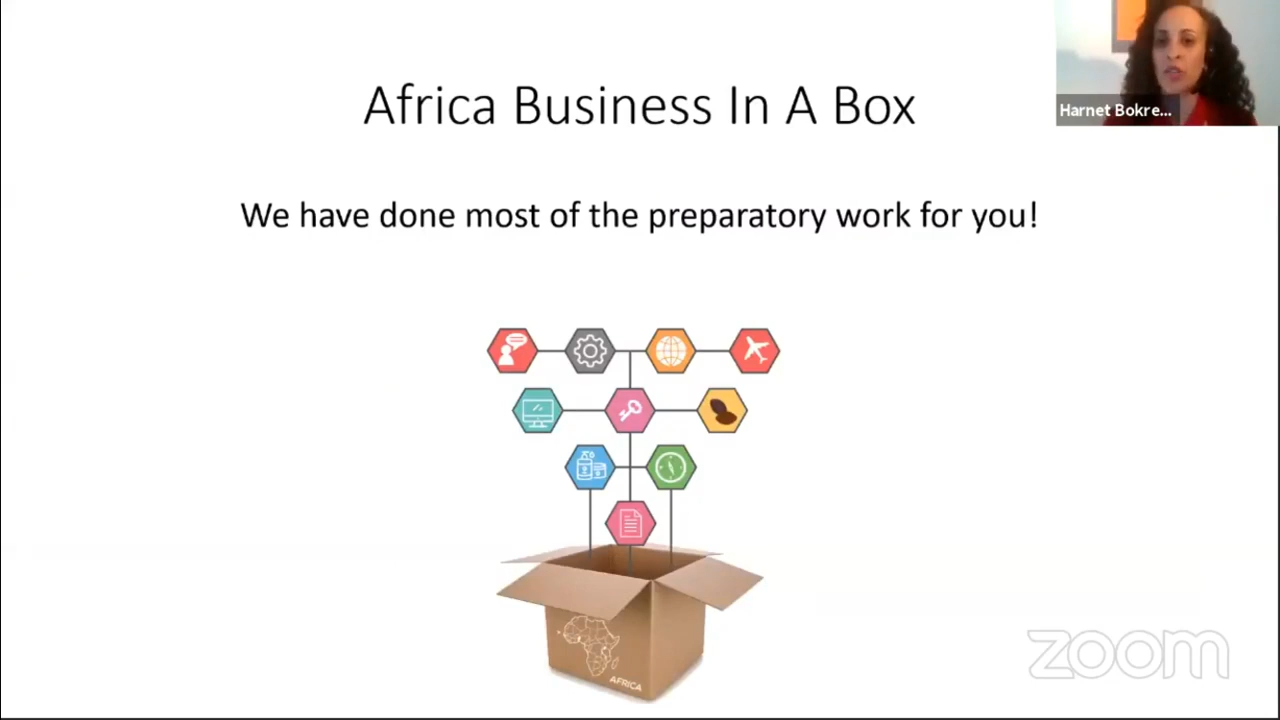 Africa Business In A Box
Harnet Bokre...
We have done most of the preparatory work for you!
AFRICA
zoom